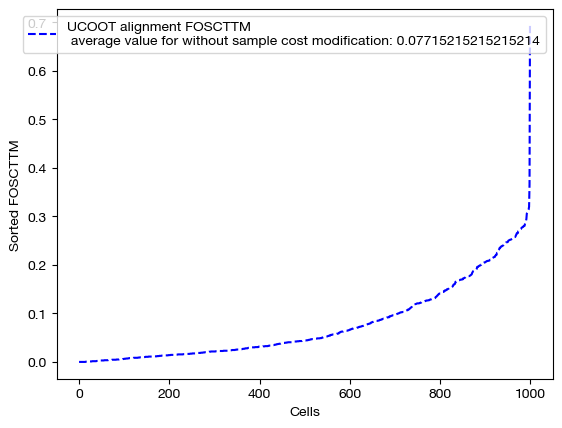 UCOOT alignment FOSCTTM
average value for without sample cost modification: 0.07715215215215214
0.7
0.6
0.5
0.4
0.3
0.2
0.1
0.0
Sorted FOSCTTM
0 200 400 600 800 1000
Cells